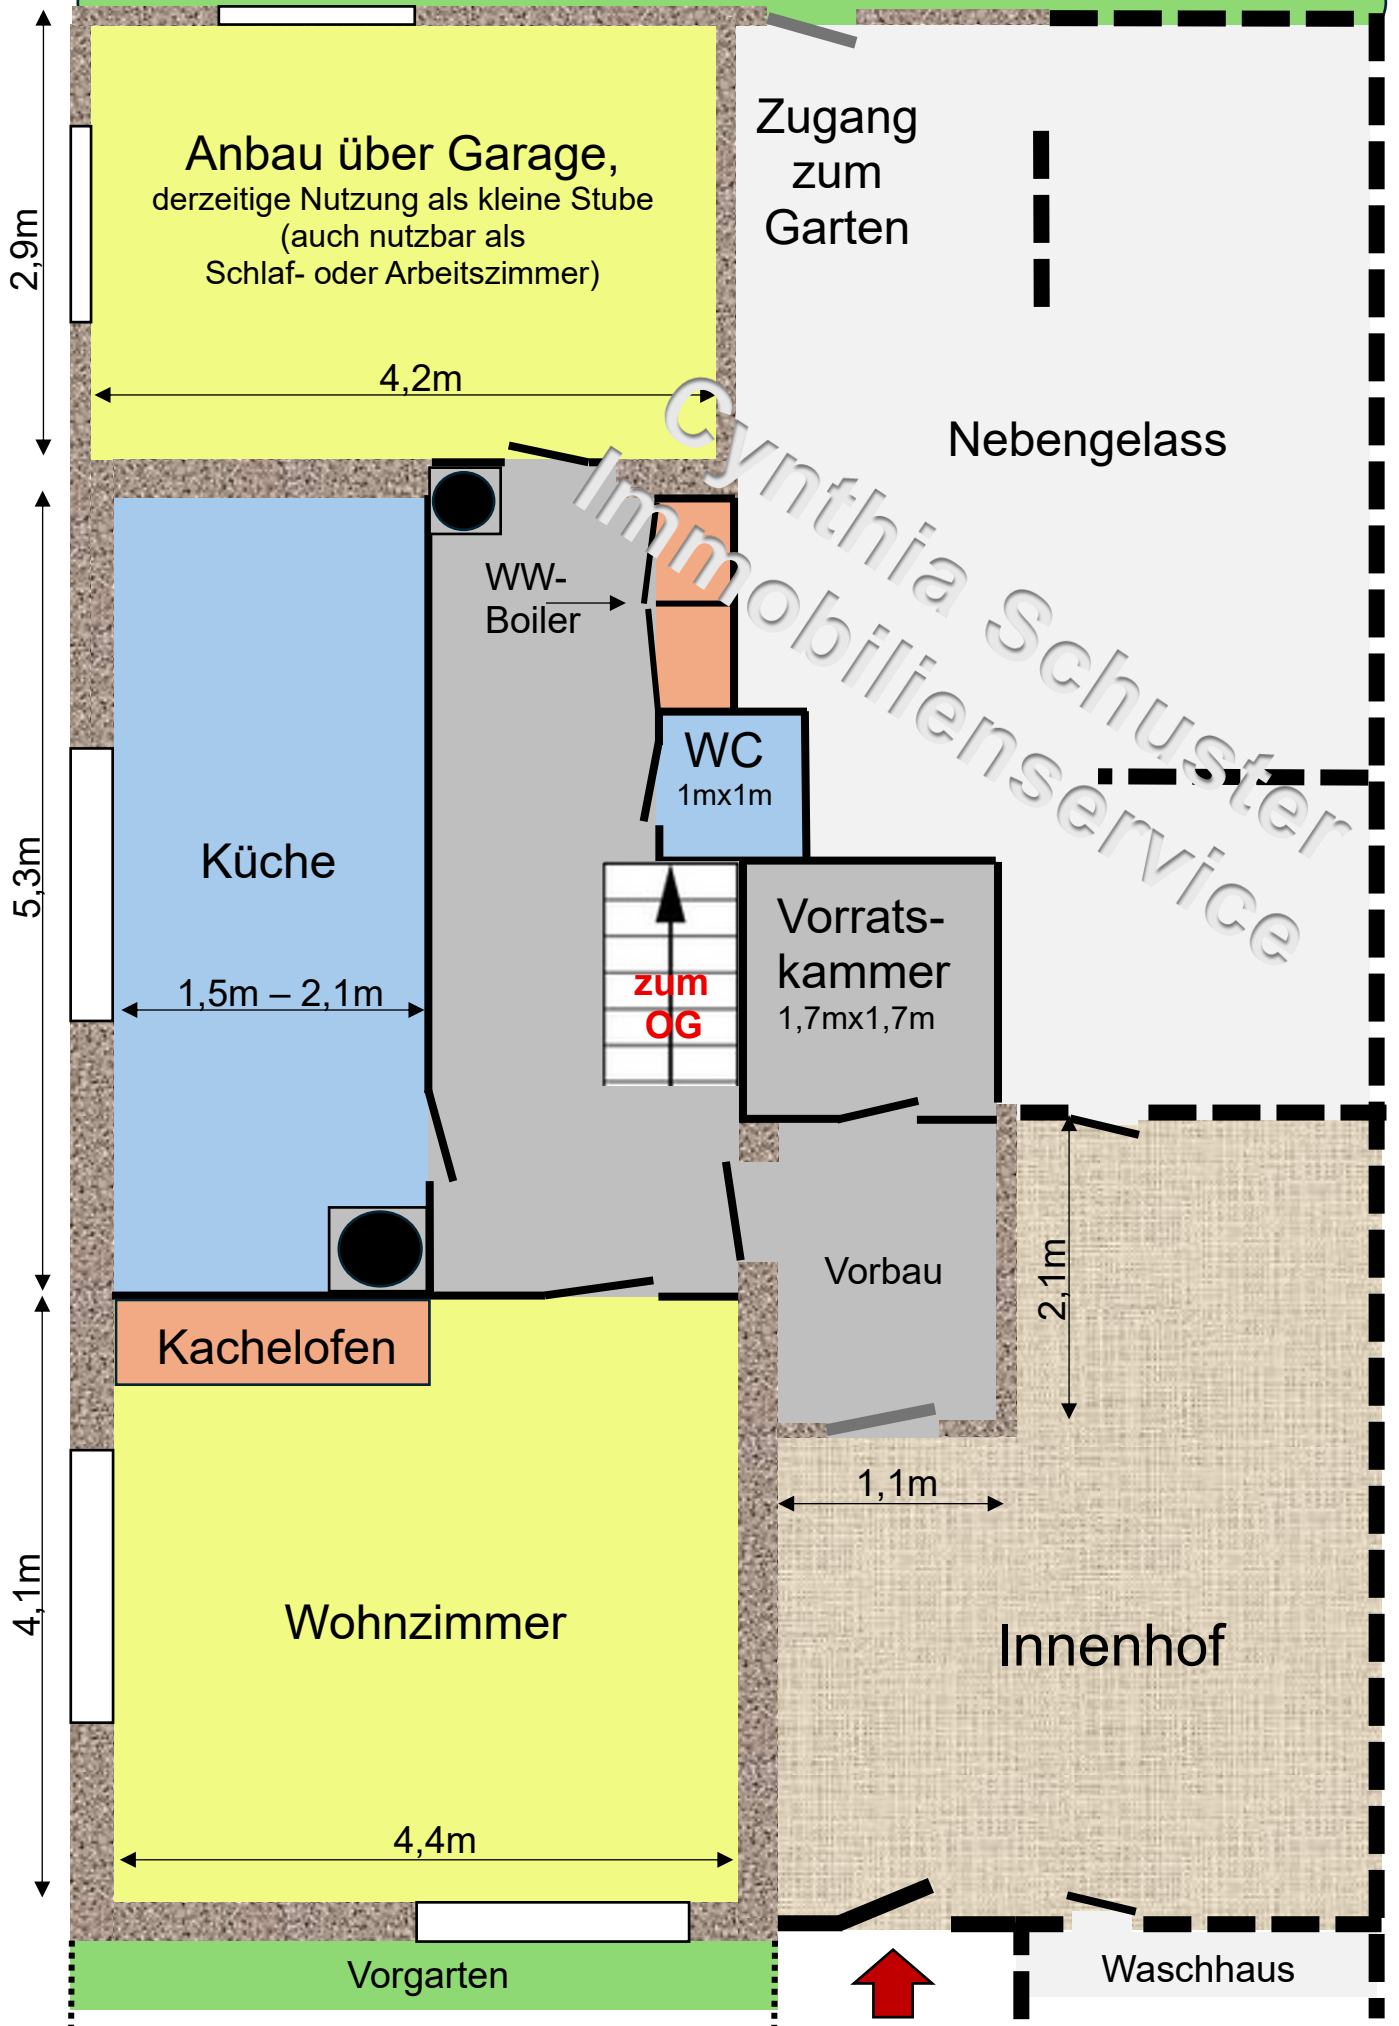 Anbau über Garage,
derzeitige Nutzung als kleine Stube
(auch nutzbar als
Schlaf- oder Arbeitszimmer)
2,9m
4,2m
Zugang
zum
Garten
Nebengelass
Cynthia Schuster
Immobilienservice
WW-
Boiler
WC
1mx1m
Küche
5,3m
1,5m – 2,1m
zum
OG
Vorrats-
kammer
1,7mx1,7m
Vorbau
2,1m
Kachelofen
1,1m
4,1m
Wohnzimmer
Innenhof
4,4m
Vorgarten
Waschhaus